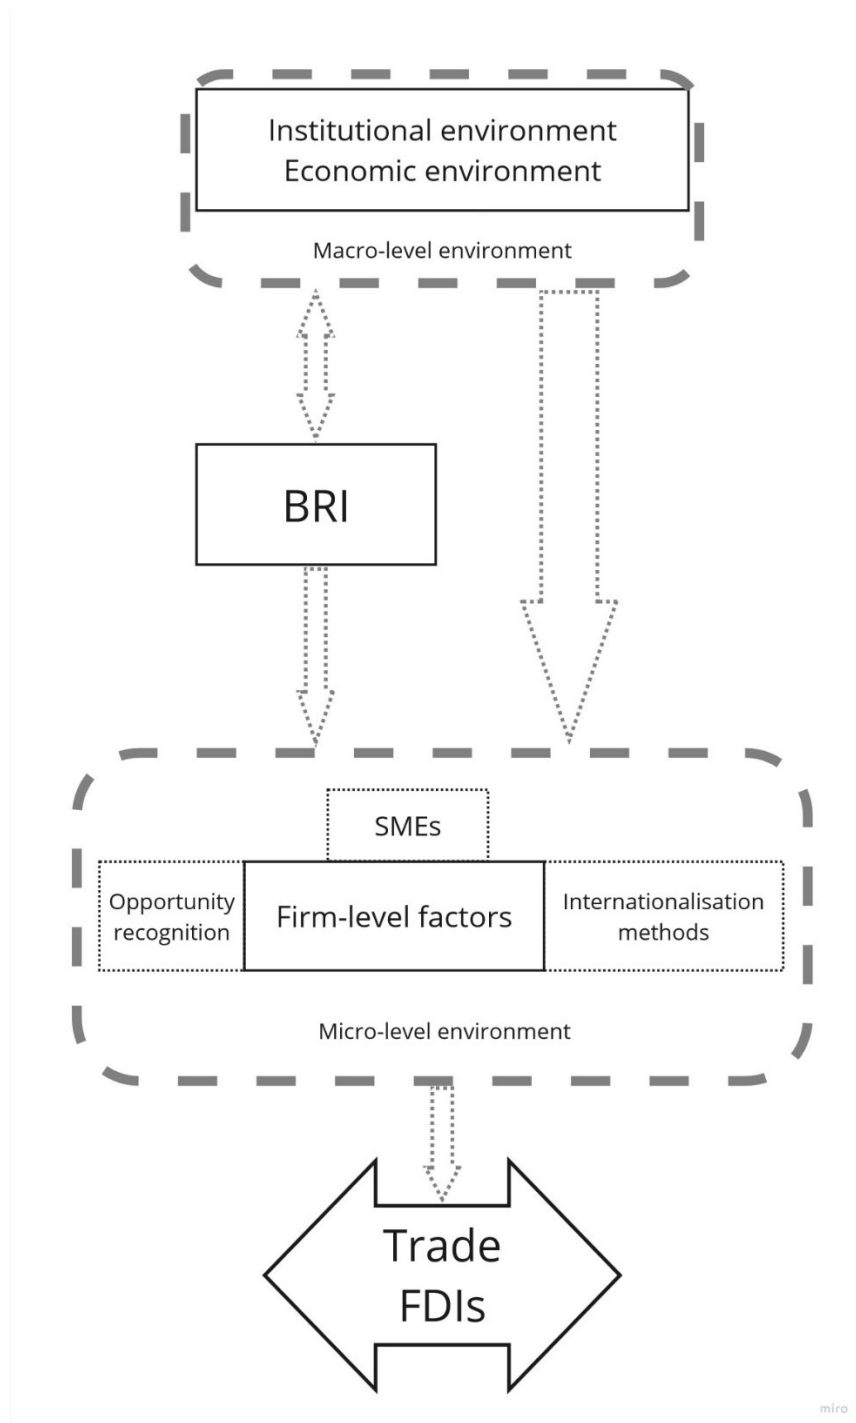 Institutional environment
Economic environment
Macro-level environment
BRI
SMEs
Opportunity
recognition
Firm-level factors
Internationalisation
methods
Micro-level environment
Trade
FDIs
miro